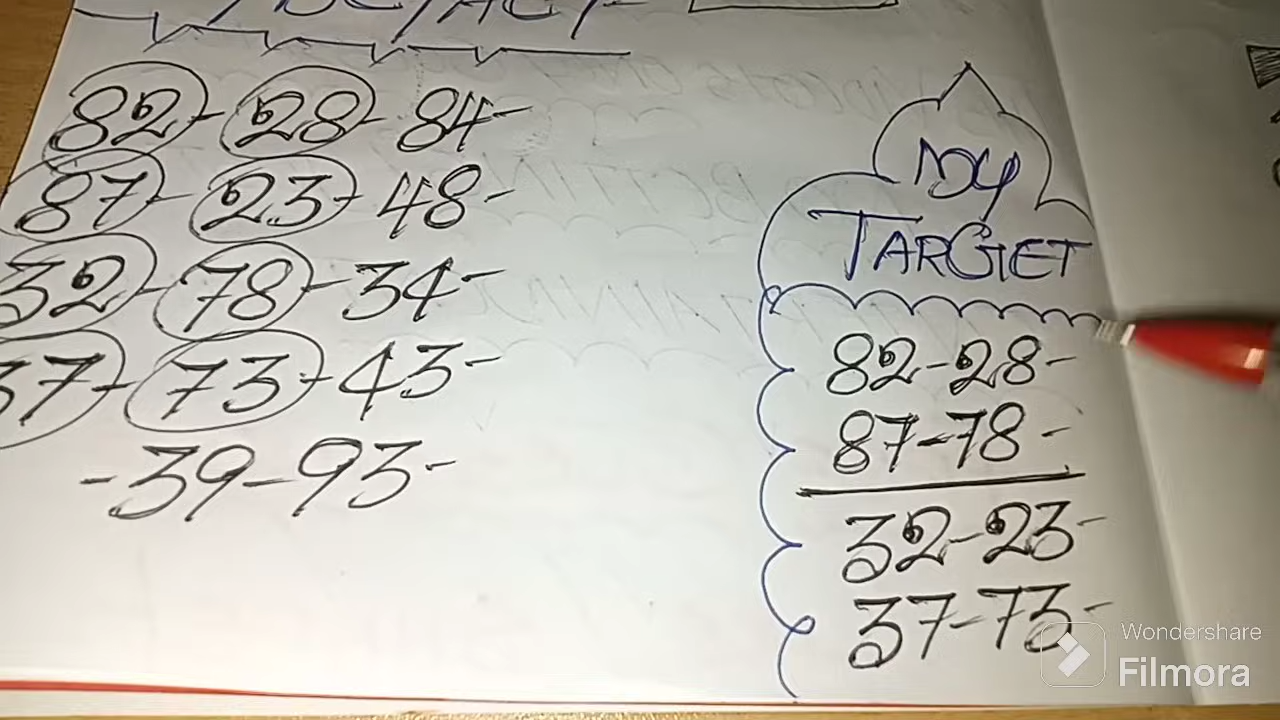 82-28-84-
87-23-48-
32-78-34-
37-73-43-
-39-93-
MY
TARGET
82-28-
87-78-
32-23-
37-73-
Wondershare
Filmora